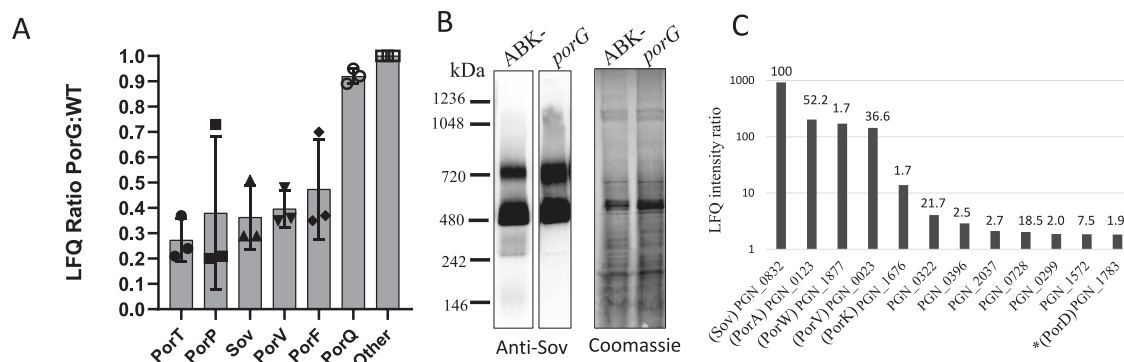 A
LFQ Ratio PorG:WT
1.0
0.9
0.8
0.7
0.6
0.5
0.4
0.3
0.2
0.1
0.0
PorT
PorP
Sov
PorV
PorF
PorQ
Other
B
ABK-
porG
ABK-
porG
kDa
1236
1048
720
480
242
146
Anti-Sov
Coomassie
C
LFQ intensity ratio
1000
100
10
1
100
52.2
1.7
36.6
1.7
21.7
2.5
2.7
18.5
2.0
7.5
1.9
(Sov) PGN_0832
(PorA) PGN_0123
(PorW) PGN_1877
(PorV) PGN_0023
(PorK) PGN_1676
PGN_0322
PGN_0396
PGN_2037
PGN_0728
PGN_0299
PGN_1572
*(PorD)PGN_1783